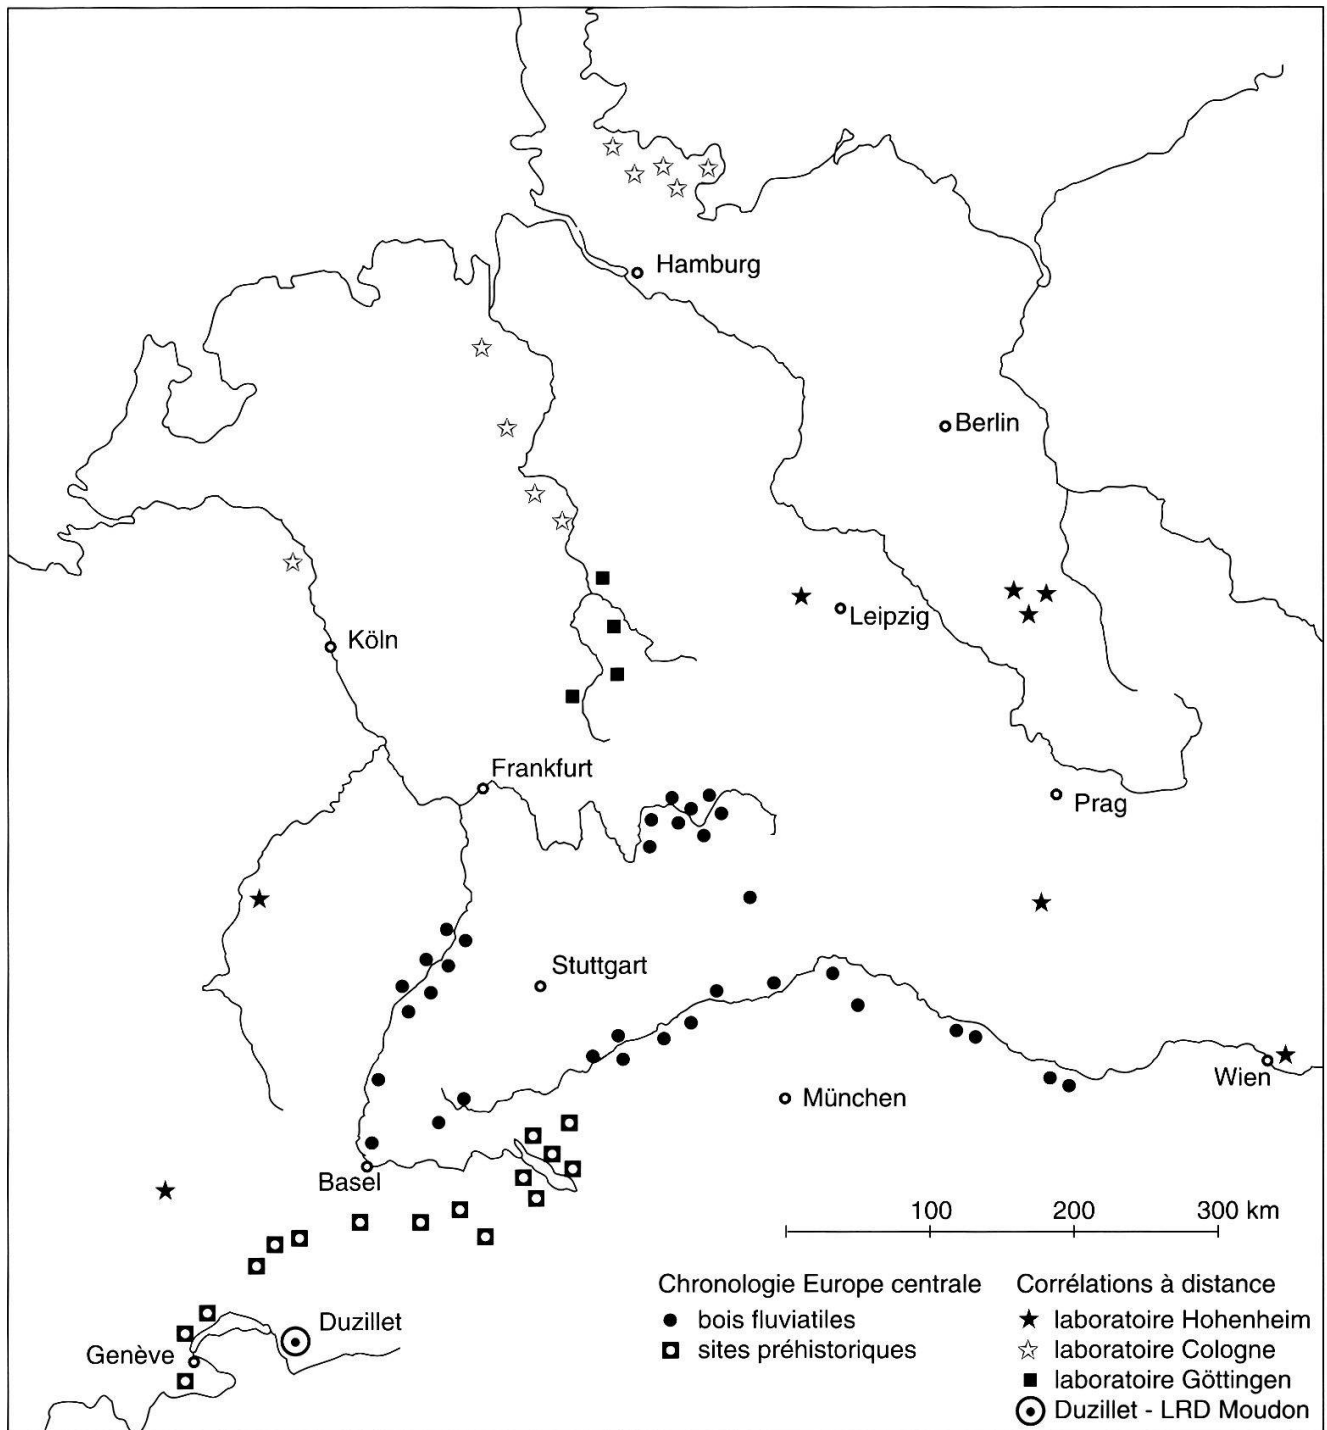 Hamburg
Berlin
Leipzig
Köln
Frankfurt
Prag
Stuttgart
Wien
München
Basel
100 200 300 km
Chronologie Europe centrale
bois fluviatiles
sites préhistoriques
Corrélations à distance
laboratoire Hohenheim
laboratoire Cologne
laboratoire Göttingen
Duzillet - LRD Moudon
Duzillet
Genève